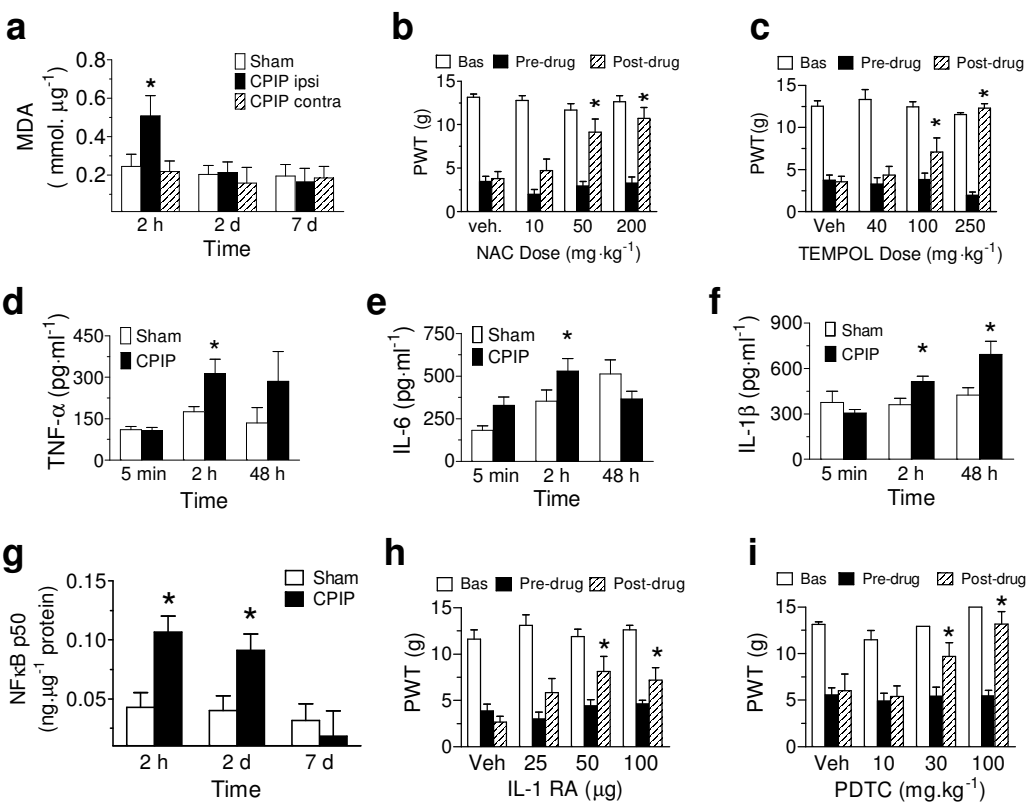 a
MDA
( mmol. μg-1)
0.8
0.6
0.4
0.2
Sham
CPIP ipsi
CPIP contra
*
2 h 2 d 7 d
Time
b
Bas Pre-drug Post-drug
PWT (g)
15
10
5
0
* *
veh. 10 50 200
NAC Dose (mg·kg-1)
c
Bas Pre-drug Post-drug
PWT(g)
15
10
5
0
* *
Veh 40 100 250
TEMPOL Dose (mg·kg-1)
d
TNF-α (pg·ml-1)
450
300
150
0
Sham
CPIP
*
5 min 2 h 48 h
Time
e
IL-6 (pg·ml-1)
750
500
250
0
Sham
CPIP
*
5 min 2 h 48 h
Time
f
IL-1β (pg·ml-1)
900
600
300
0
Sham
CPIP
* *
5 min 2 h 48 h
Time
g
NFκB p50
(ng.μg-1 protein)
0.15
0.10
0.05
Sham
CPIP
* *
2 h 2 d 7 d
Time
h
Bas Pre-drug Post-drug
PWT (g)
15
10
5
0
* *
Veh 25 50 100
IL-1 RA (μg)
i
Bas Pre-drug Post-drug
PWT (g)
15
10
5
0
* *
Veh 10 30 100
PDTC (mg.kg-1)